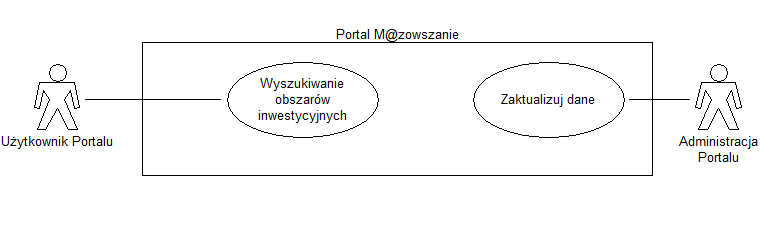 Portal M@zowszanie
Wyszukiwanie
obszarów
inwestycyjnych
Zaktualizuj dane
Użytkownik Portalu
Administracja
Portalu